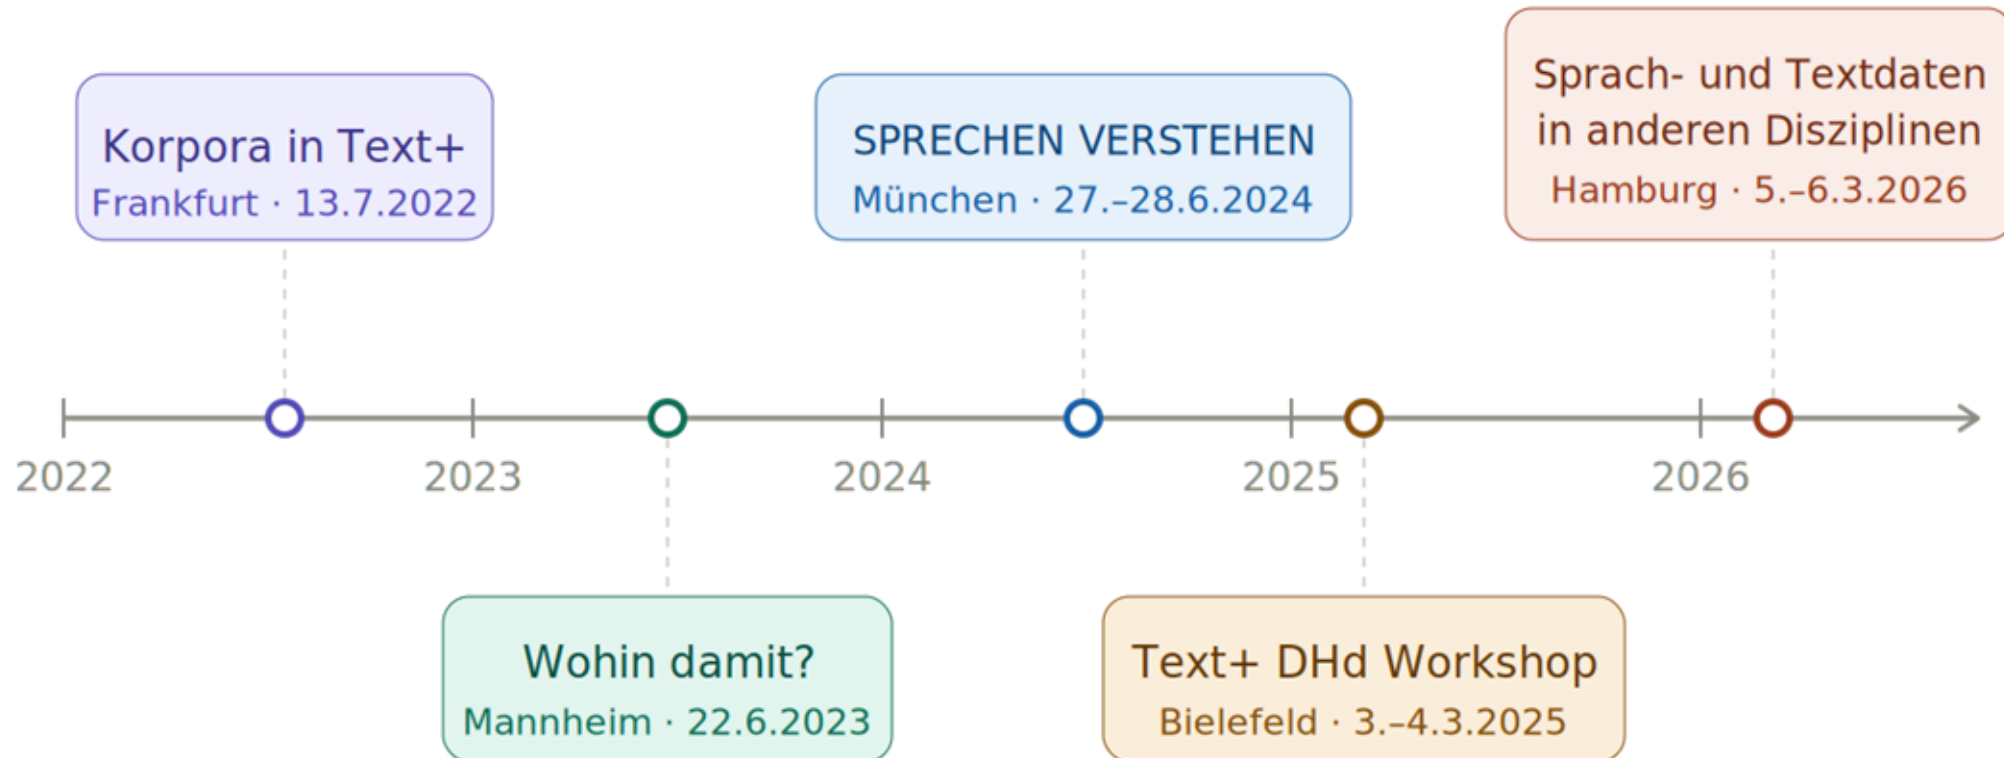 Korpora in Text+
Frankfurt · 13.7.2022
SPRECHEN VERSTEHEN
München · 27.–28.6.2024
Sprach- und Textdaten
in anderen Disziplinen
Hamburg · 5.–6.3.2026
2022
2023
2024
2025
2026
Wohin damit?
Mannheim · 22.6.2023
Text+ DHd Workshop
Bielefeld · 3.–4.3.2025